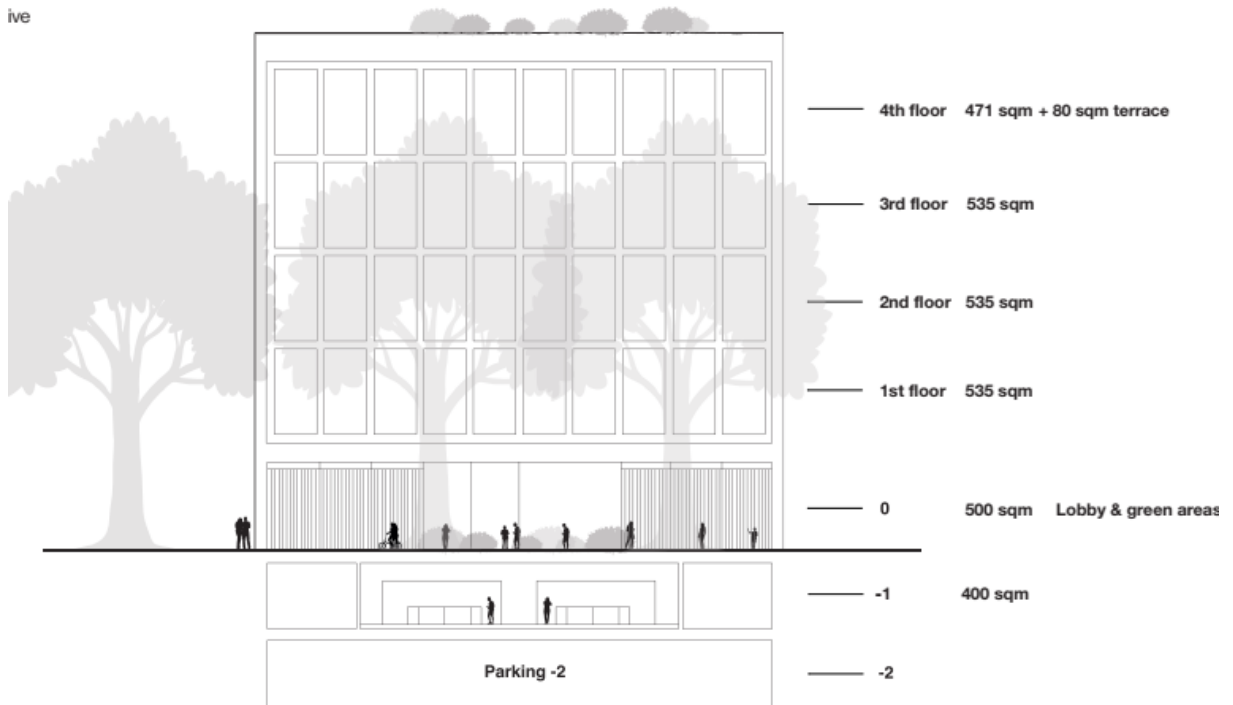 ive
4th floor 471 sqm + 80 sqm terrace
3rd floor 535 sqm
2nd floor 535 sqm
1st floor 535 sqm
0 500 sqm Lobby & green areas
-1 400 sqm
Parking -2 -2